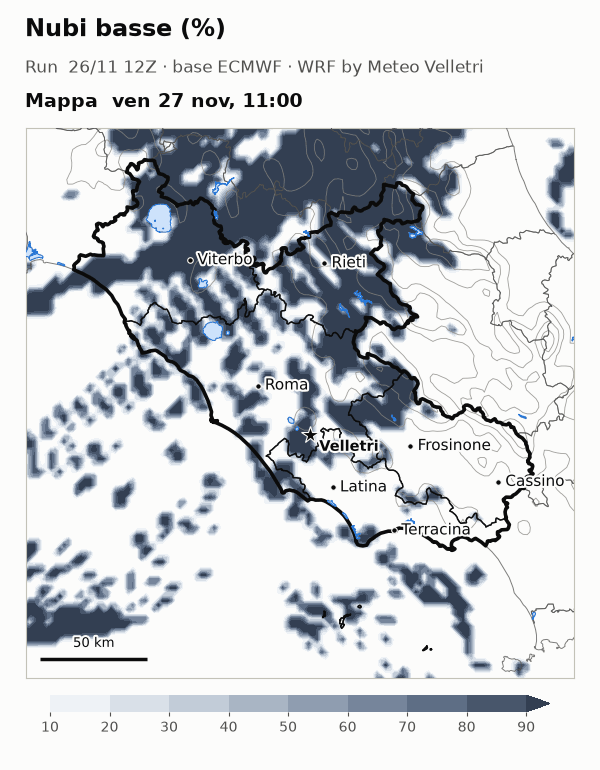 Nubi basse (%)
Run  26/11 12Z · base ECMWF · WRF by Meteo Velletri
Mappa  ven 27 nov, 11:00
Viterbo
Rieti
Roma
Velletri
Frosinone
Latina
Cassino
Terracina
50 km
10 20 30 40 50 60 70 80 90